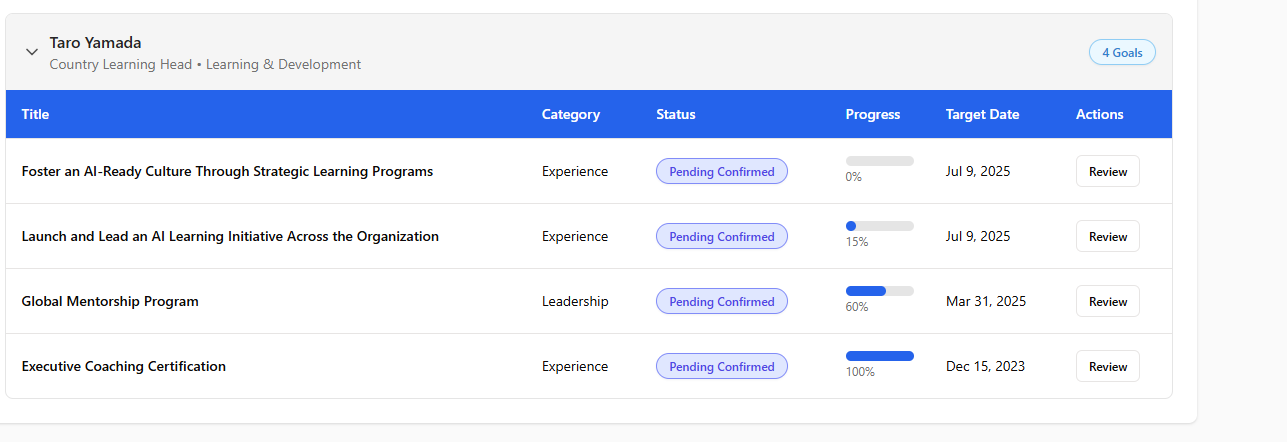 Taro Yamada
Country Learning Head • Learning & Development
4 Goals
Title Category Status Progress Target Date Actions
Foster an AI-Ready Culture Through Strategic Learning Programs Experience Pending Confirmed 0% Jul 9, 2025 Review
Launch and Lead an AI Learning Initiative Across the Organization Experience Pending Confirmed 15% Jul 9, 2025 Review
Global Mentorship Program Leadership Pending Confirmed 60% Mar 31, 2025 Review
Executive Coaching Certification Experience Pending Confirmed 100% Dec 15, 2023 Review